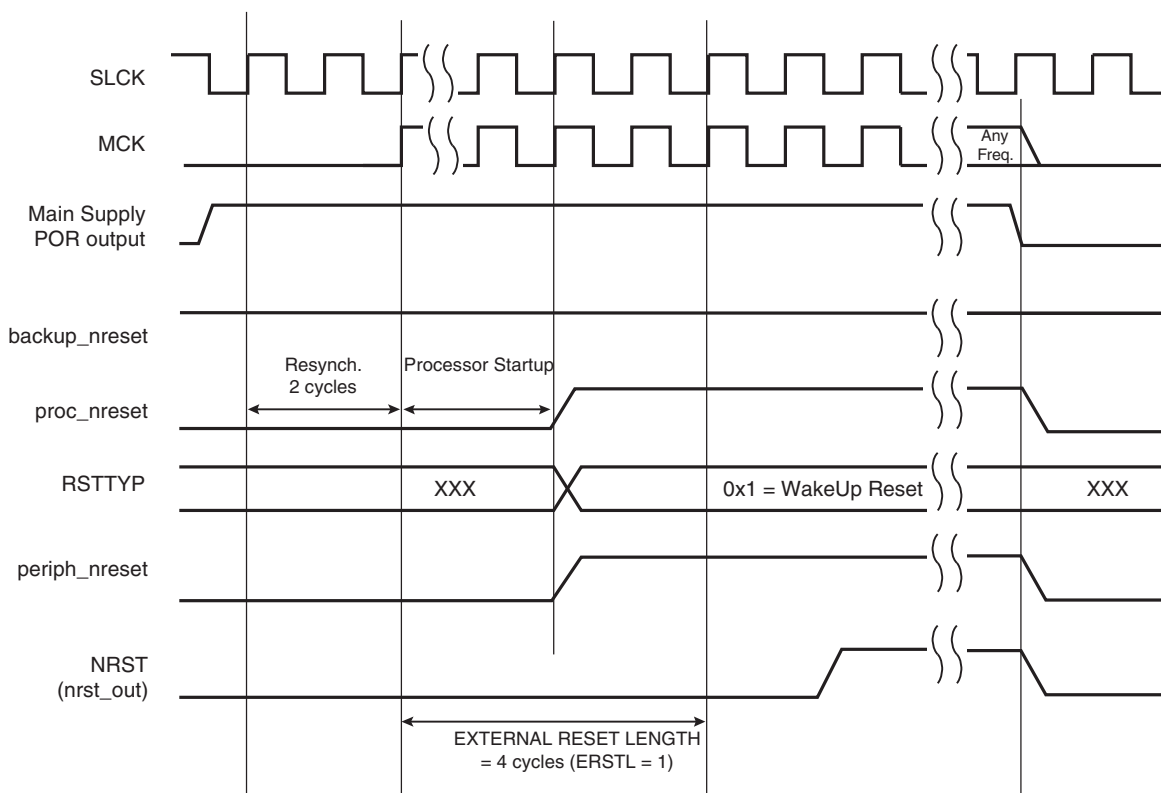 SLCK
MCK
Any
Freq.
Main Supply
POR output
backup_nreset
Resynch.
2 cycles
Processor Startup
proc_nreset
RSTTYP
XXX
0x1 = WakeUp Reset
XXX
periph_nreset
NRST
(nrst_out)
EXTERNAL RESET LENGTH
= 4 cycles (ERSTL = 1)